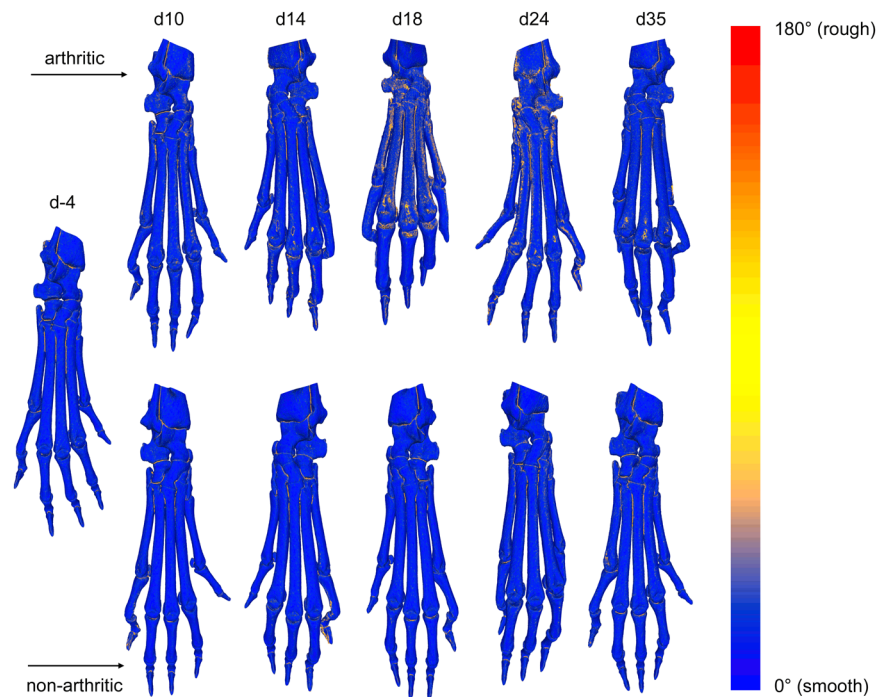 d10 d14 d18 d24 d35
180° (rough)
arthritic
d-4
non-arthritic
0° (smooth)